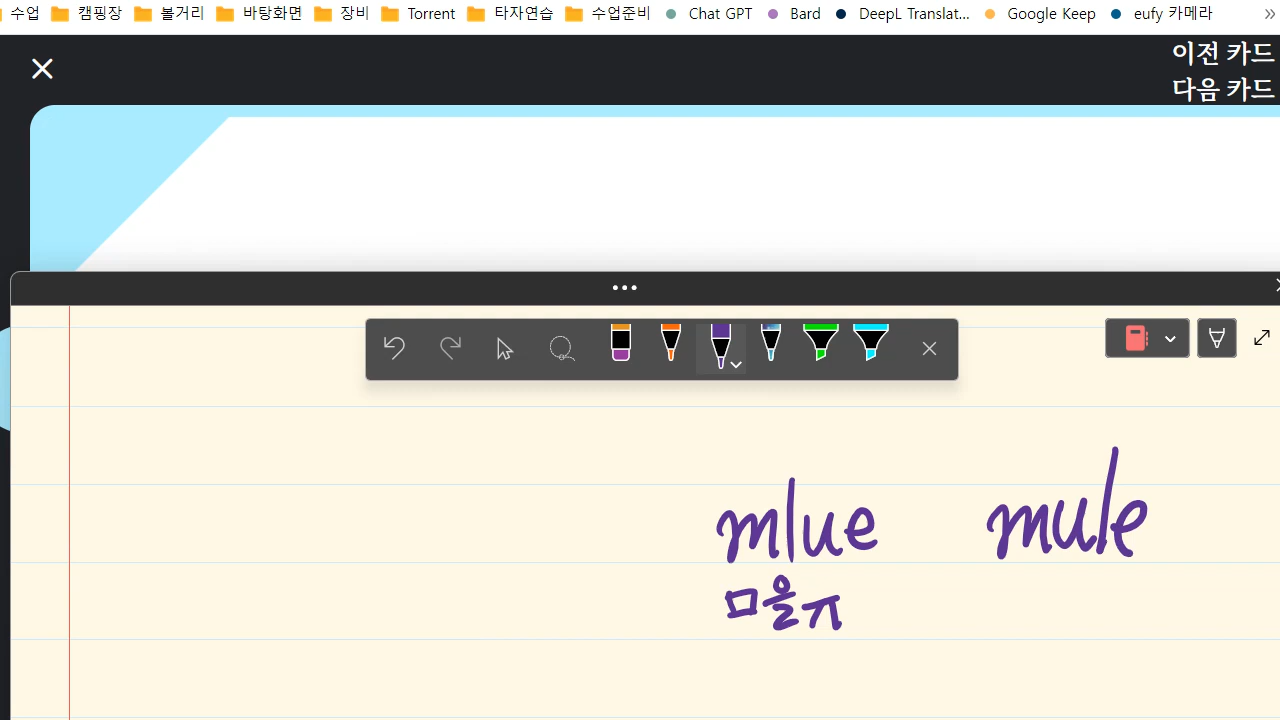 수업 캠핑장 볼거리 바탕화면 장비 Torrent 타자연습 수업준비 Chat GPT Bard DeepL Translat... Google Keep eufy 카메라
이전 카드
다음 카드
mlue mule
ㅁ을ㅠ